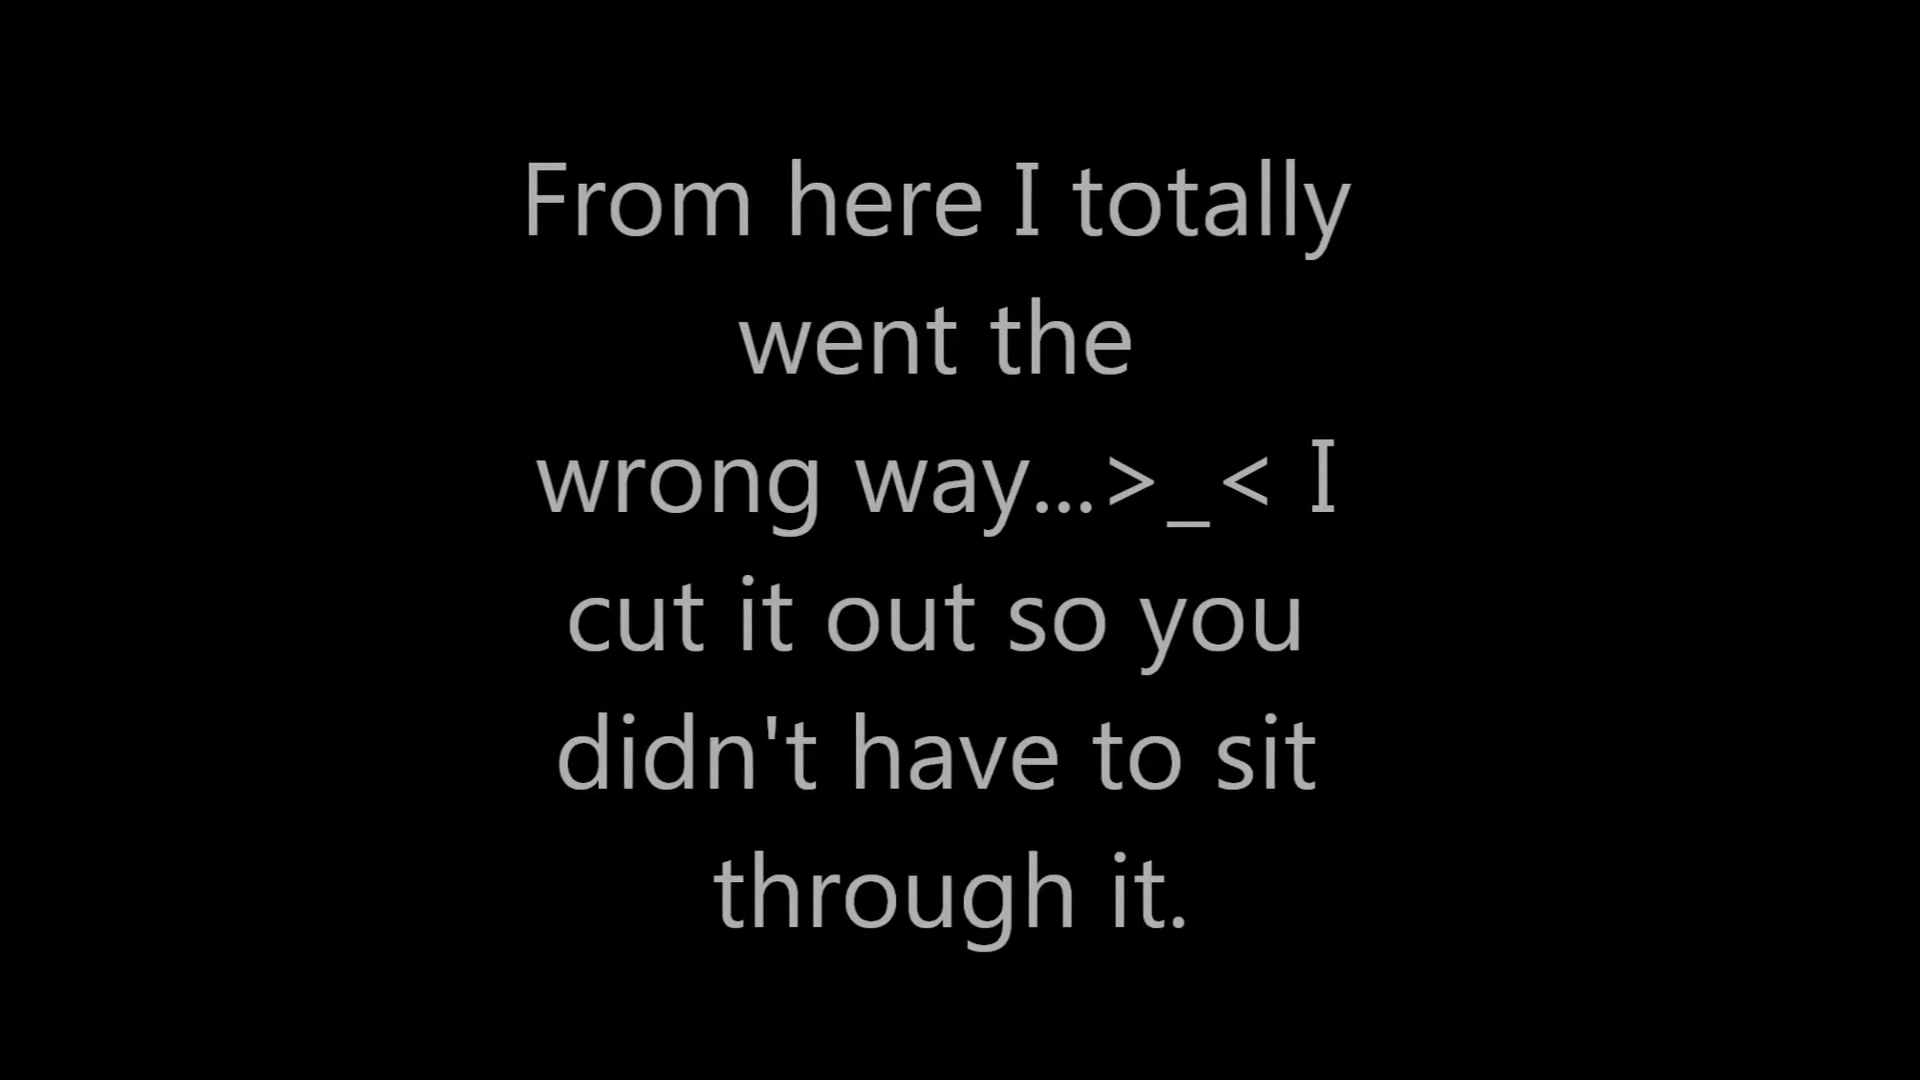 From here I totally
went the
wrong way...>_< I
cut it out so you
didn't have to sit
through it.